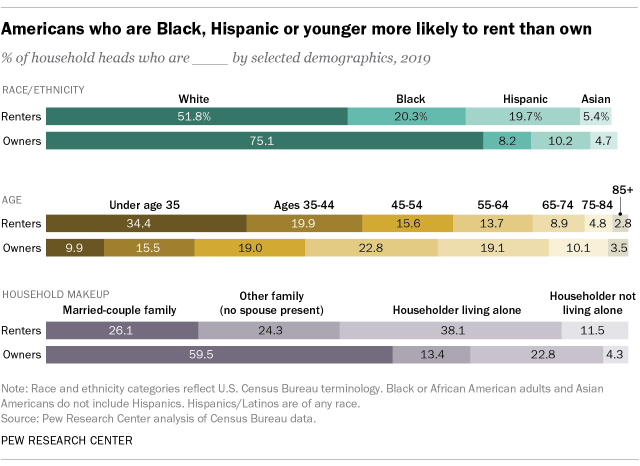 Americans who are Black, Hispanic or younger more likely to rent than own
% of household heads who are ____ by selected demographics, 2019
RACE/ETHNICITY
White Black Hispanic Asian
Renters 51.8% 20.3% 19.7% 5.4%
Owners 75.1 8.2 10.2 4.7
85+
AGE
Under age 35 Ages 35-44 45-54 55-64 65-74 75-84
Renters 34.4 19.9 15.6 13.7 8.9 4.8 2.8
Owners 9.9 15.5 19.0 22.8 19.1 10.1 3.5
HOUSEHOLD MAKEUP
Married-couple family Other family (no spouse present) Householder living alone Householder not living alone
Renters 26.1 24.3 38.1 11.5
Owners 59.5 13.4 22.8 4.3
Note: Race and ethnicity categories reflect U.S. Census Bureau terminology. Black or African American adults and Asian
Americans do not include Hispanics. Hispanics/Latinos are of any race.
Source: Pew Research Center analysis of Census Bureau data.
PEW RESEARCH CENTER